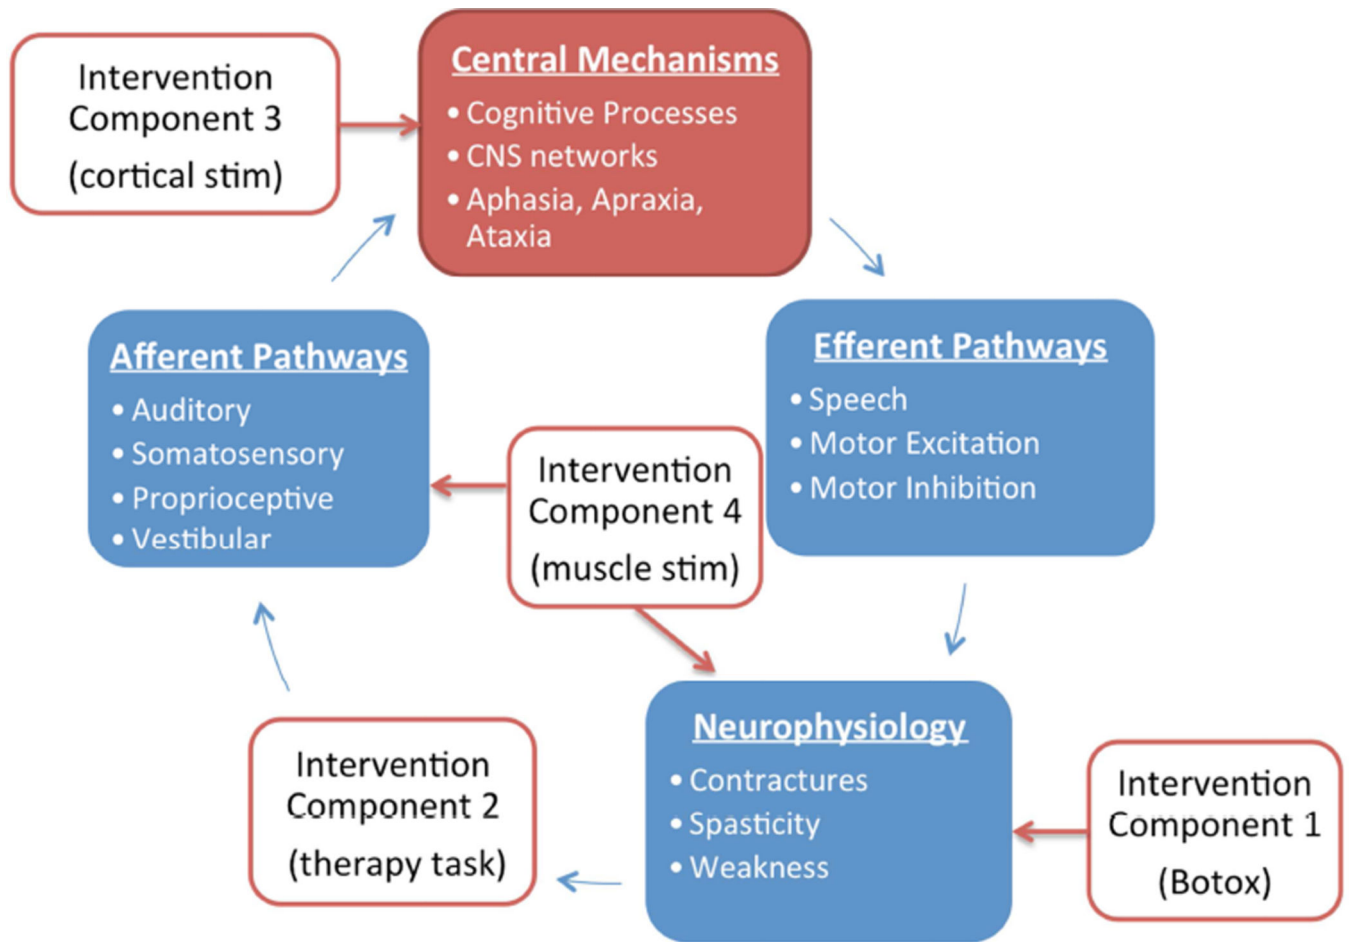 Intervention
Component 3
(cortical stim)
Central Mechanisms
• Cognitive Processes
• CNS networks
• Aphasia, Apraxia,
Ataxia
Afferent Pathways
• Auditory
• Somatosensory
• Proprioceptive
• Vestibular
Efferent Pathways
• Speech
• Motor Excitation
• Motor Inhibition
Intervention
Component 4
(muscle stim)
Intervention
Component 2
(therapy task)
Neurophysiology
• Contractures
• Spasticity
• Weakness
Intervention
Component 1
(Botox)